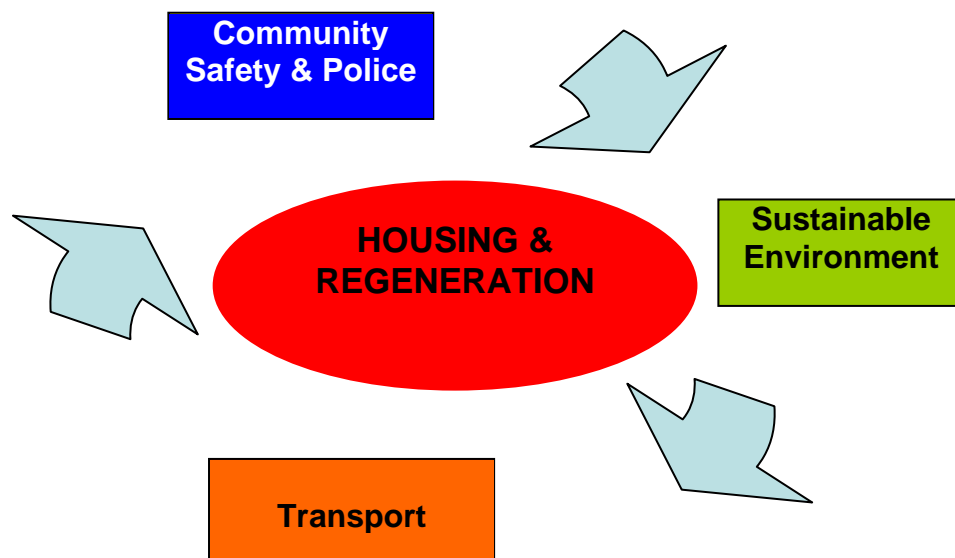 Community
Safety & Police
HOUSING &
REGENERATION
Sustainable
Environment
Transport